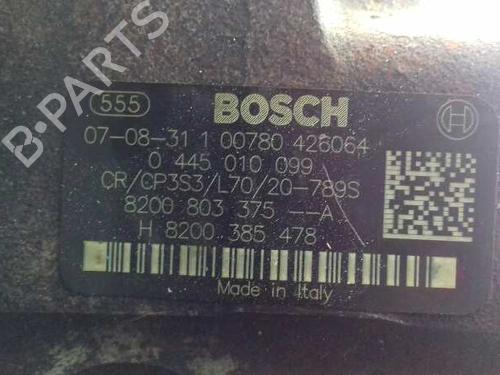 555 BOSCH
07-08-31 1 00780 426064
0 445 010 099
CR/CP3S3/L70/20-789S
8200 803 375 --A
H 8200 385 478
Made in Italy
B-PARTS